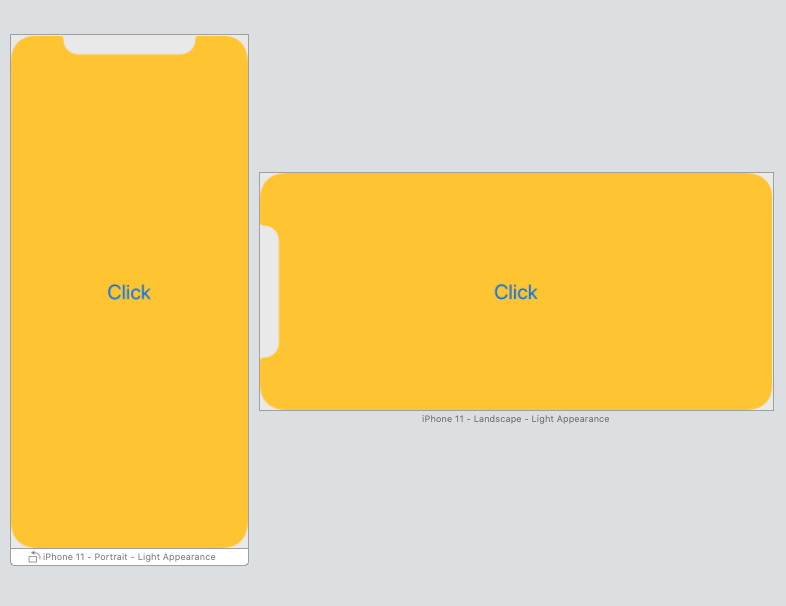 Click
iPhone 11 - Portrait - Light Appearance
Click
iPhone 11 - Landscape - Light Appearance